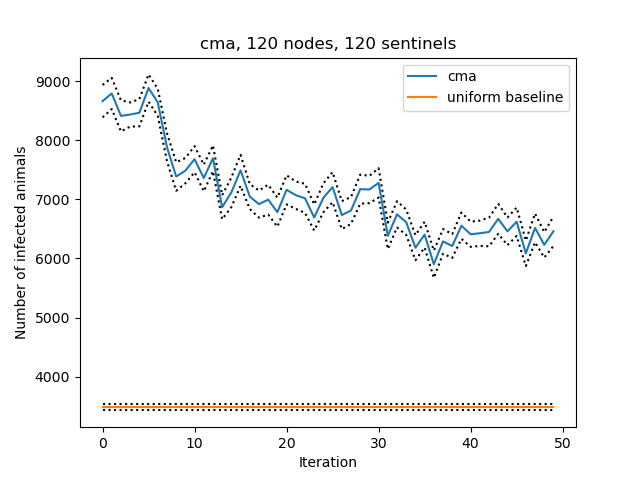 cma, 120 nodes, 120 sentinels
cma
uniform baseline
9000
8000
7000
6000
5000
4000
Number of infected animals
0 10 20 30 40 50
Iteration